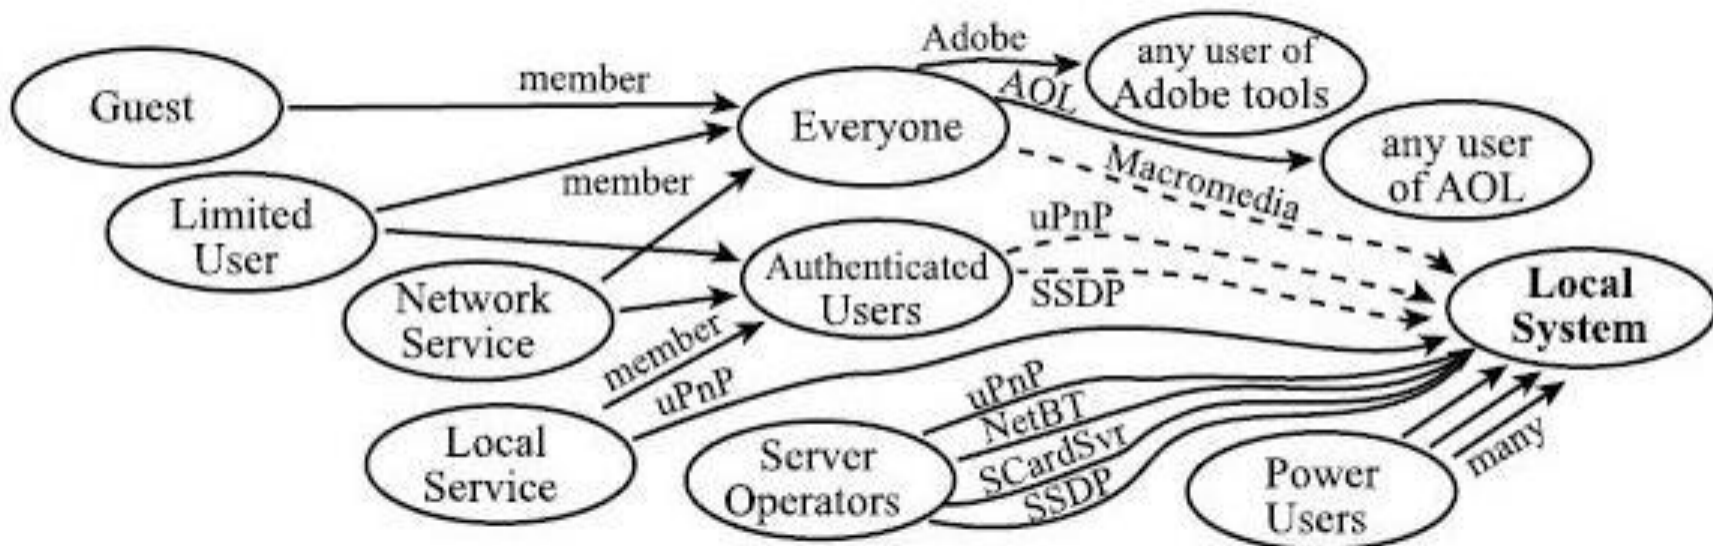 Guest
member
Limited
User
member
Network
Service
member
uPnP
Local
Service
Everyone
Adobe
AOL
any user of
Adobe tools
any user
of AOL
Macromedia
Authenticated
Users
uPnP
SSDP
Local
System
Server
Operators
uPnP
NetBT
SCardSvr
SSDP
Power
Users
many